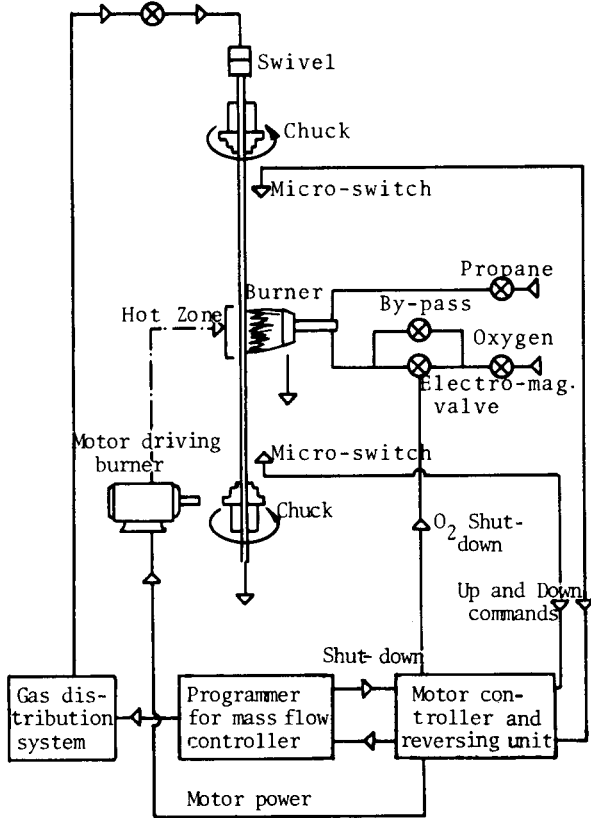 Swivel
Chuck
Micro-switch
Propane
Burner
By-pass
Hot Zone
Oxygen
Electro-mag.
valve
Motor driving
burner
Micro-switch
Chuck
O2 Shut-
down
Up and Down
commands
Shut-down
Gas dis-
tribution
system
Programmer
for mass flow
controller
Motor con-
troller and
reversing unit
Motor power